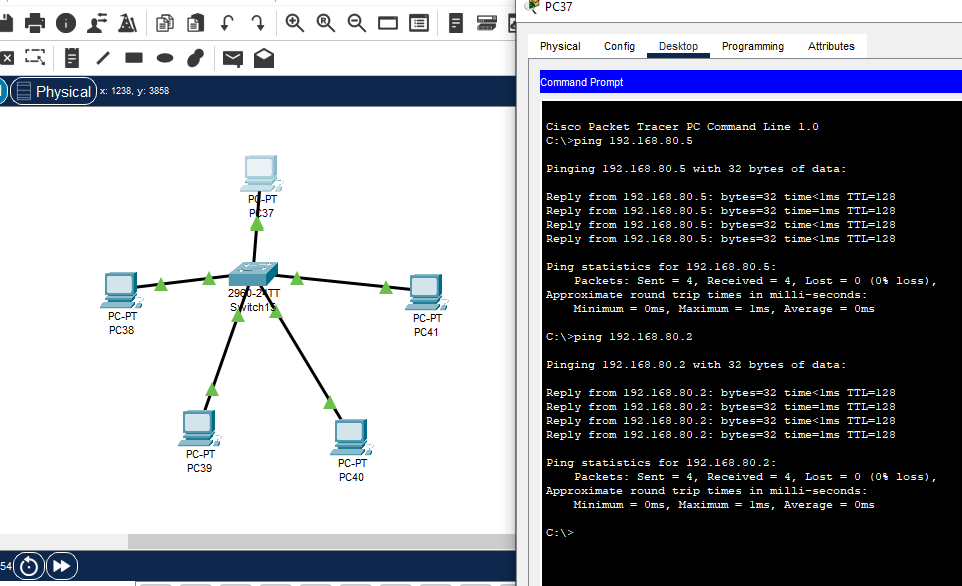 PC37
Physical Config Desktop Programming Attributes
Physical x: 1238, y: 3858
Command Prompt
Cisco Packet Tracer PC Command Line 1.0
C:\>ping 192.168.80.5
Pinging 192.168.80.5 with 32 bytes of data:
Reply from 192.168.80.5: bytes=32 time<1ms TTL=128
Reply from 192.168.80.5: bytes=32 time=1ms TTL=128
Reply from 192.168.80.5: bytes=32 time<1ms TTL=128
Reply from 192.168.80.5: bytes=32 time<1ms TTL=128
Ping statistics for 192.168.80.5:
Packets: Sent = 4, Received = 4, Lost = 0 (0% loss),
Approximate round trip times in milli-seconds:
Minimum = 0ms, Maximum = 1ms, Average = 0ms
C:\>ping 192.168.80.2
Pinging 192.168.80.2 with 32 bytes of data:
Reply from 192.168.80.2: bytes=32 time<1ms TTL=128
Reply from 192.168.80.2: bytes=32 time=1ms TTL=128
Reply from 192.168.80.2: bytes=32 time<1ms TTL=128
Reply from 192.168.80.2: bytes=32 time=1ms TTL=128
Ping statistics for 192.168.80.2:
Packets: Sent = 4, Received = 4, Lost = 0 (0% loss),
Approximate round trip times in milli-seconds:
Minimum = 0ms, Maximum = 1ms, Average = 0ms
C:\>
PC-PT
PC37
2960-24TT
PC-PT
PC38
PC-PT
PC41
PC-PT
PC39
PC-PT
PC40
54